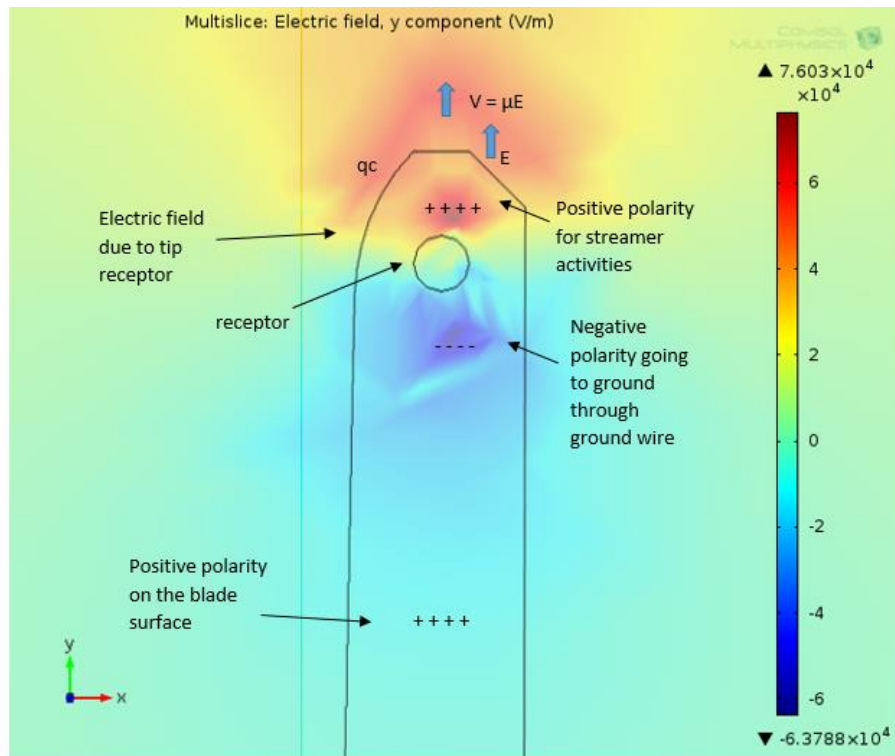 Multislice: Electric field, y component (V/m)
COMSOL
MULTIPHYSICS
▲ 7.603×10⁴
×10⁴
V = µE
E
qc
++++
Positive polarity
for streamer
activities
Electric field
due to tip
receptor
receptor
----
Negative
polarity going
to ground
through
ground wire
Positive polarity
on the blade
surface
++++
y
x
6
4
2
0
-2
-4
-6
▼ -6.3788×10⁴